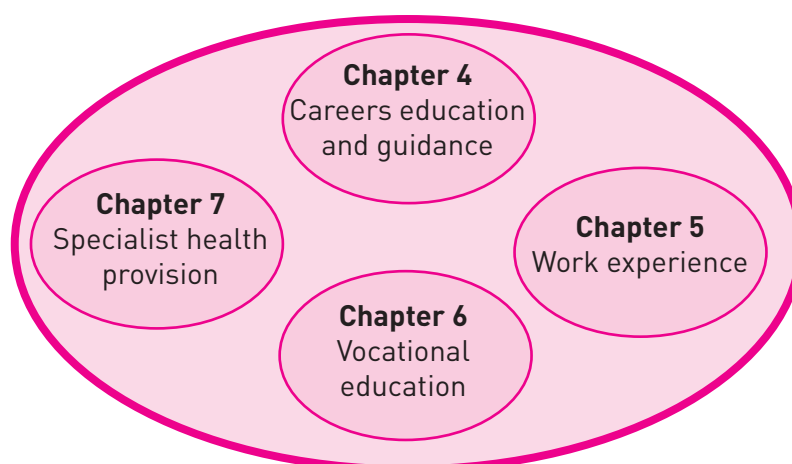 Chapter 4
Careers education
and guidance
Chapter 7
Specialist health
provision
Chapter 5
Work experience
Chapter 6
Vocational
education